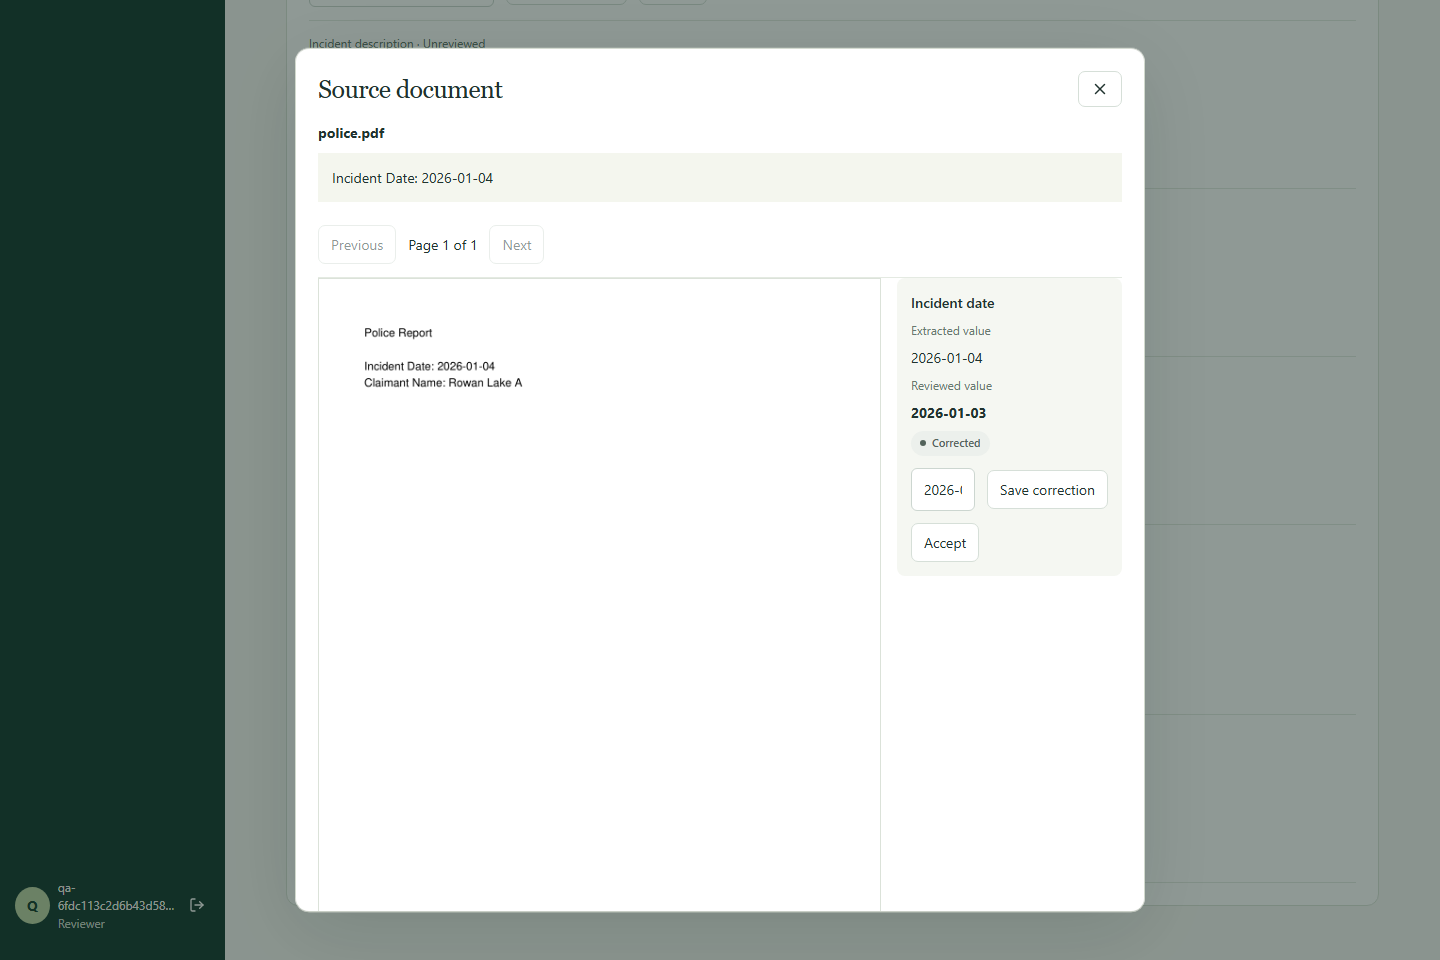 Incident description · Unreviewed
Source document
police.pdf
Incident Date: 2026-01-04
Previous
Page 1 of 1
Next
Police Report
Incident Date: 2026-01-04
Claimant Name: Rowan Lake A
Incident date
Extracted value
2026-01-04
Reviewed value
2026-01-03
Corrected
2026-0
Save correction
Accept
Q
qa-
6fdc113c2d6b43d58...
Reviewer